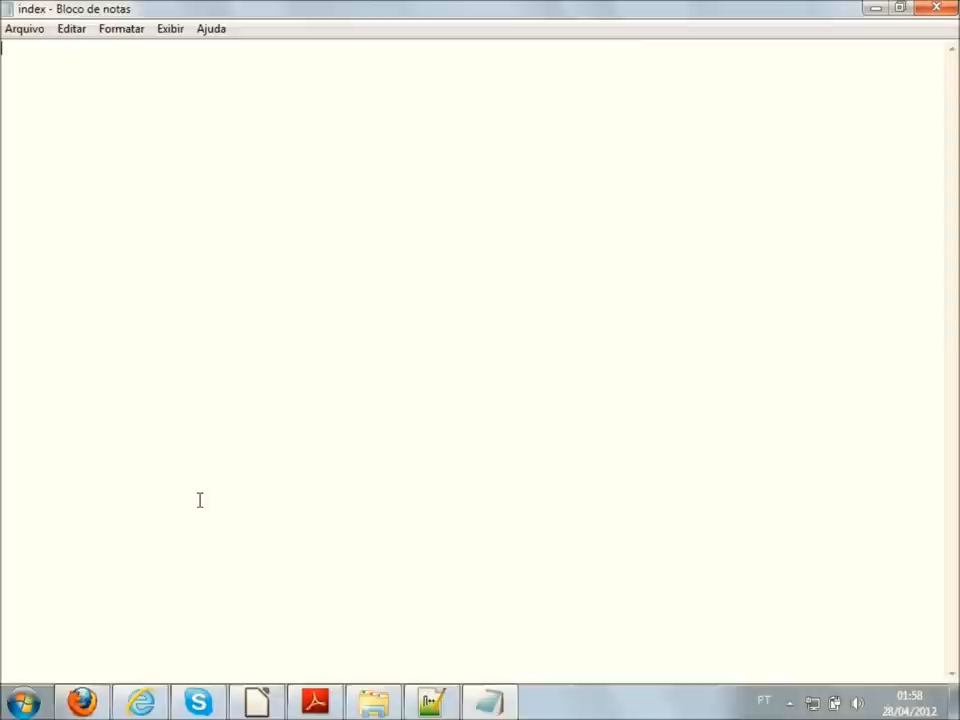 index - Bloco de notas
Arquivo Editar Formatar Exibir Ajuda
PT
01:58
28/04/2012